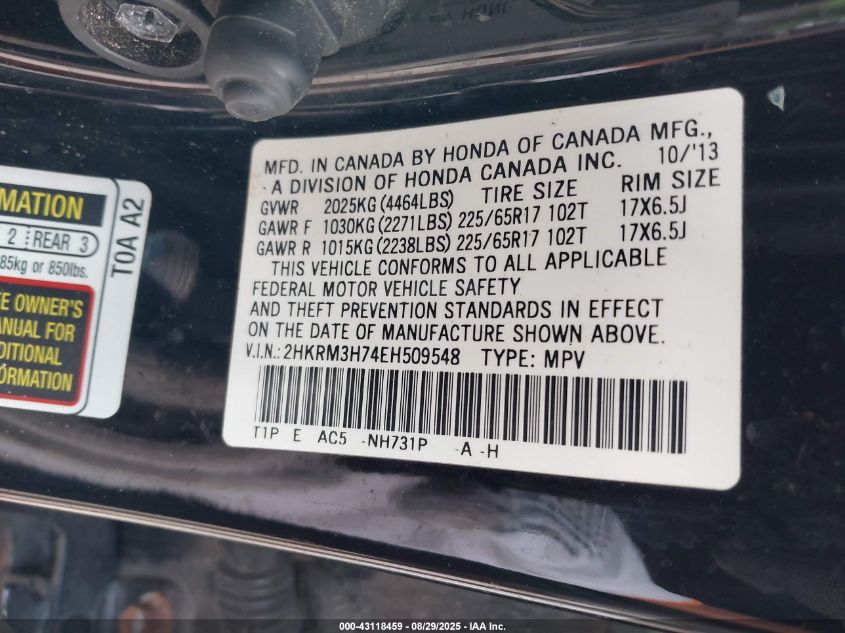 MFD. IN CANADA BY HONDA OF CANADA MFG.,
A DIVISION OF HONDA CANADA INC. 10/'13
GVWR 2025KG(4464LBS) TIRE SIZE RIM SIZE
GAWR F 1030KG(2271LBS) 225/65R17 102T 17X6.5J
GAWR R 1015KG(2238LBS) 225/65R17 102T 17X6.5J
THIS VEHICLE CONFORMS TO ALL APPLICABLE
FEDERAL MOTOR VEHICLE SAFETY
AND THEFT PREVENTION STANDARDS IN EFFECT
ON THE DATE OF MANUFACTURE SHOWN ABOVE.
V.I.N.: 2HKRM3H74EH509548 TYPE: MPV
T1P E AC5 -NH731P -A -H
MATION
2 REAR 3
85kg or 850lbs.
E OWNER'S
ANUAL FOR
DITIONAL
ORMATION
T0A A2
000-43118459 - 08/29/2025 - IAA Inc.